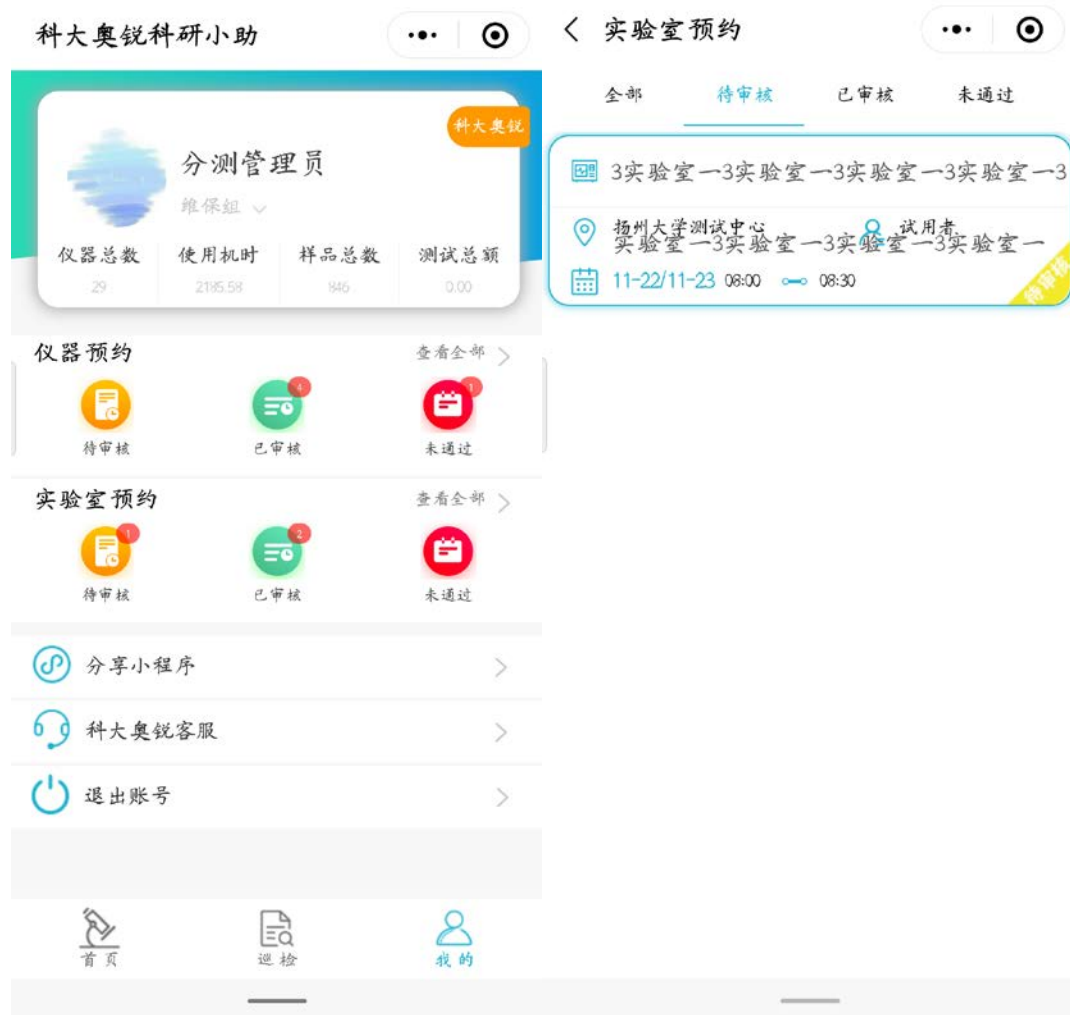 科大奥锐科研小助
科大奥锐
分测管理员
维保组
仪器总数 使用机时 样品总数 测试总额
29 2185.58 846 0.00
仪器预约 查看全部
4 1
待审核 已审核 未通过
实验室预约 查看全部
1 2
待审核 已审核 未通过
分享小程序
科大奥锐客服
退出账号
首页 巡检 我的
实验室预约
全部 待审核 已审核 未通过
3实验室一3实验室一3实验室一3实验室一3
扬州大学测试中心 试用者
实验室一3实验室一3实验室一3实验室一
11-22/11-23 08:00 08:30
待审核